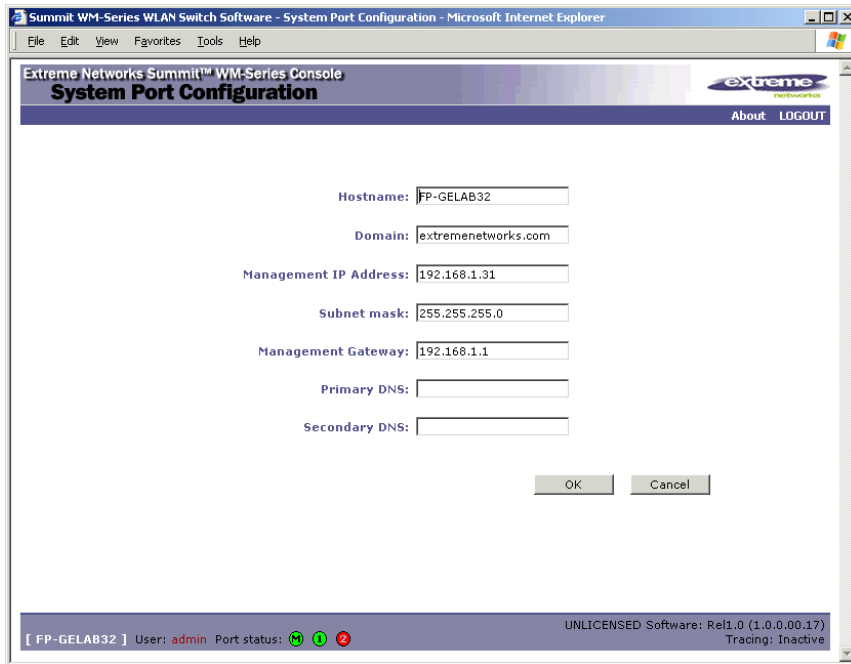 Summit WM-Series WLAN Switch Software - System Port Configuration - Microsoft Internet Explorer
File Edit View Favorites Tools Help
Extreme Networks Summit™ WM-Series Console
System Port Configuration
extreme
networks
About LOGOUT
Hostname: FP-GELAB32
Domain: extremenetworks.com
Management IP Address: 192.168.1.31
Subnet mask: 255.255.255.0
Management Gateway: 192.168.1.1
Primary DNS:
Secondary DNS:
OK Cancel
[ FP-GELAB32 ] User: admin Port status: M 1 2
UNLICENSED Software: Rel1.0 (1.0.0.00.17)
Tracing: Inactive